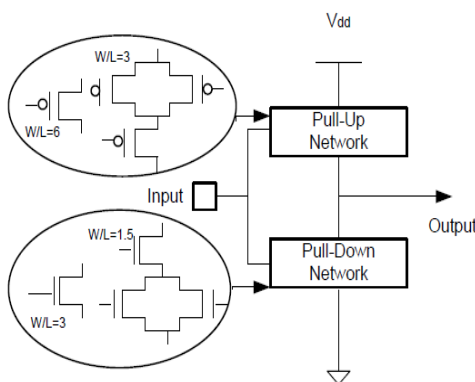 Vdd
W/L=3
W/L=6
Pull-Up
Network
Input
Output
W/L=1.5
Pull-Down
Network
W/L=3